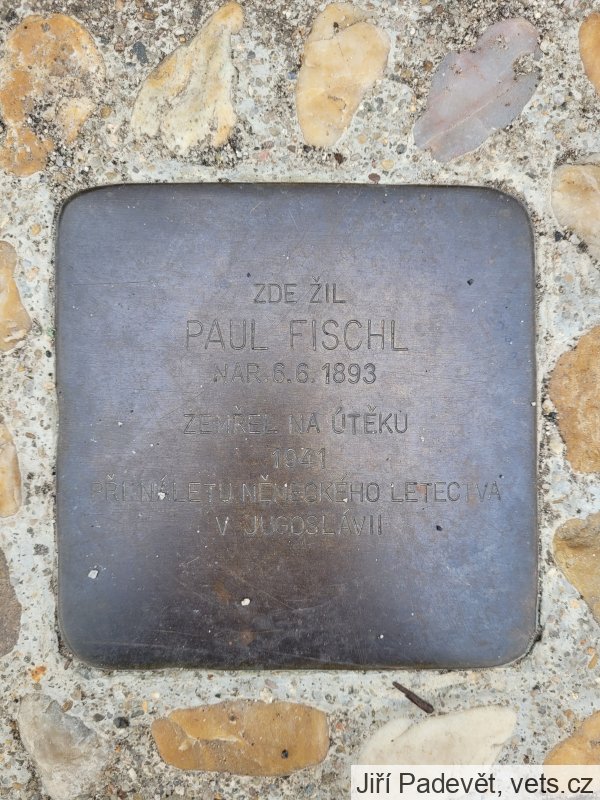 ZDE ŽIL
PAUL FISCHL
NAR. 6. 6. 1893
ZEMŘEL NA ÚTĚKU
1941
PŘI NÁLETU NĚMECKÉHO LETECTVA
V JUGOSLÁVII
Jiří Padevět, vets.cz